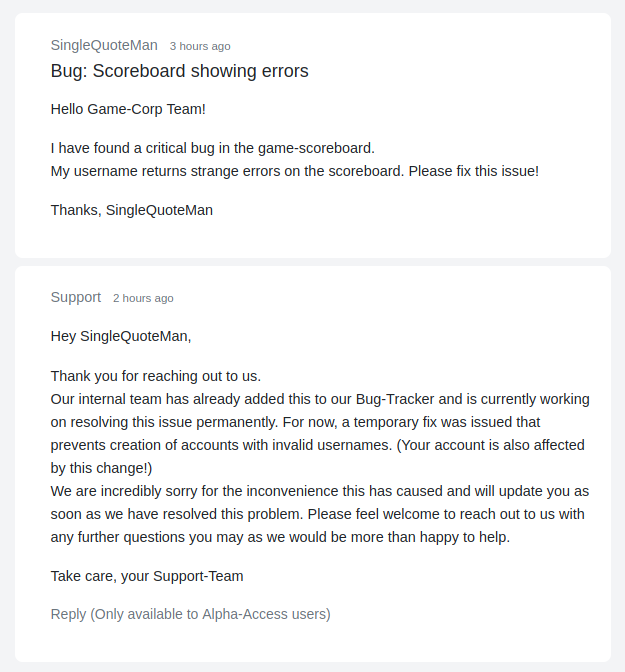 SingleQuoteMan 3 hours ago
Bug: Scoreboard showing errors
Hello Game-Corp Team!
I have found a critical bug in the game-scoreboard.
My username returns strange errors on the scoreboard. Please fix this issue!
Thanks, SingleQuoteMan
Support 2 hours ago
Hey SingleQuoteMan,
Thank you for reaching out to us.
Our internal team has already added this to our Bug-Tracker and is currently working
on resolving this issue permanently. For now, a temporary fix was issued that
prevents creation of accounts with invalid usernames. (Your account is also affected
by this change!)
We are incredibly sorry for the inconvenience this has caused and will update you as
soon as we have resolved this problem. Please feel welcome to reach out to us with
any further questions you may as we would be more than happy to help.
Take care, your Support-Team
Reply (Only available to Alpha-Access users)